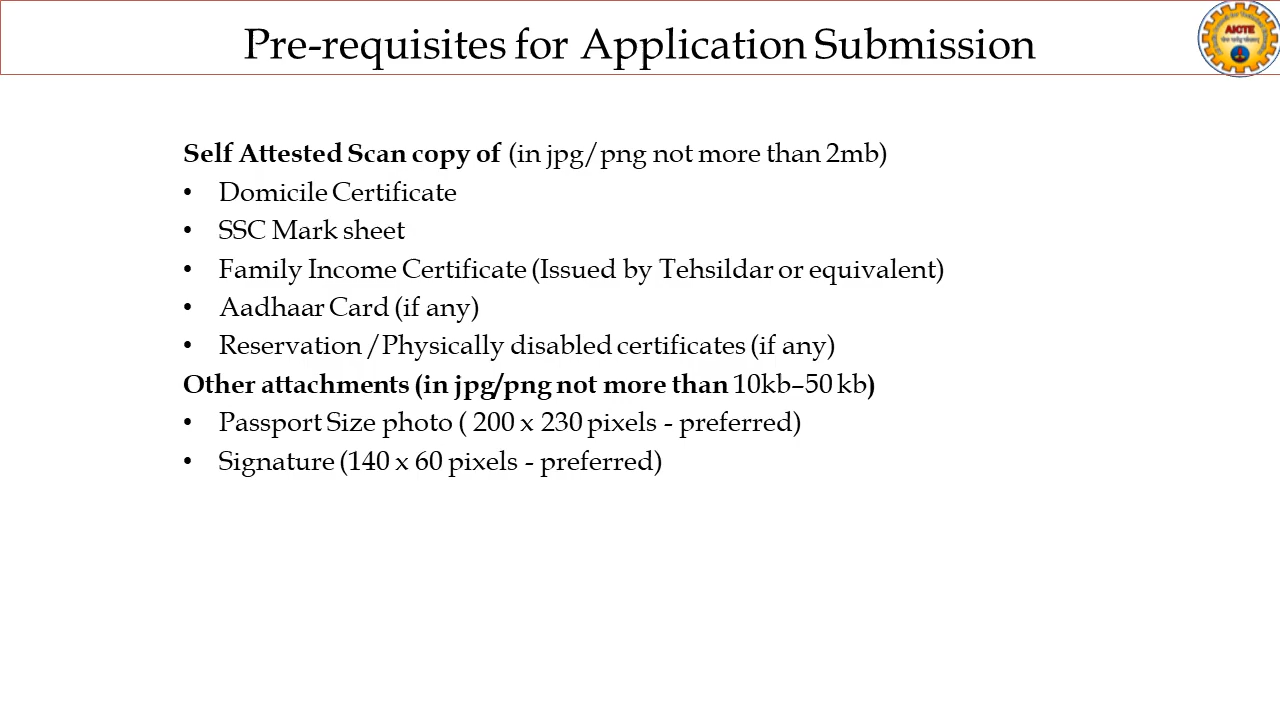 Pre-requisites for Application Submission
AICTE
Self Attested Scan copy of (in jpg/png not more than 2mb)
• Domicile Certificate
• SSC Mark sheet
• Family Income Certificate (Issued by Tehsildar or equivalent)
• Aadhaar Card (if any)
• Reservation /Physically disabled certificates (if any)
Other attachments (in jpg/png not more than 10kb–50 kb)
• Passport Size photo ( 200 x 230 pixels - preferred)
• Signature (140 x 60 pixels - preferred)